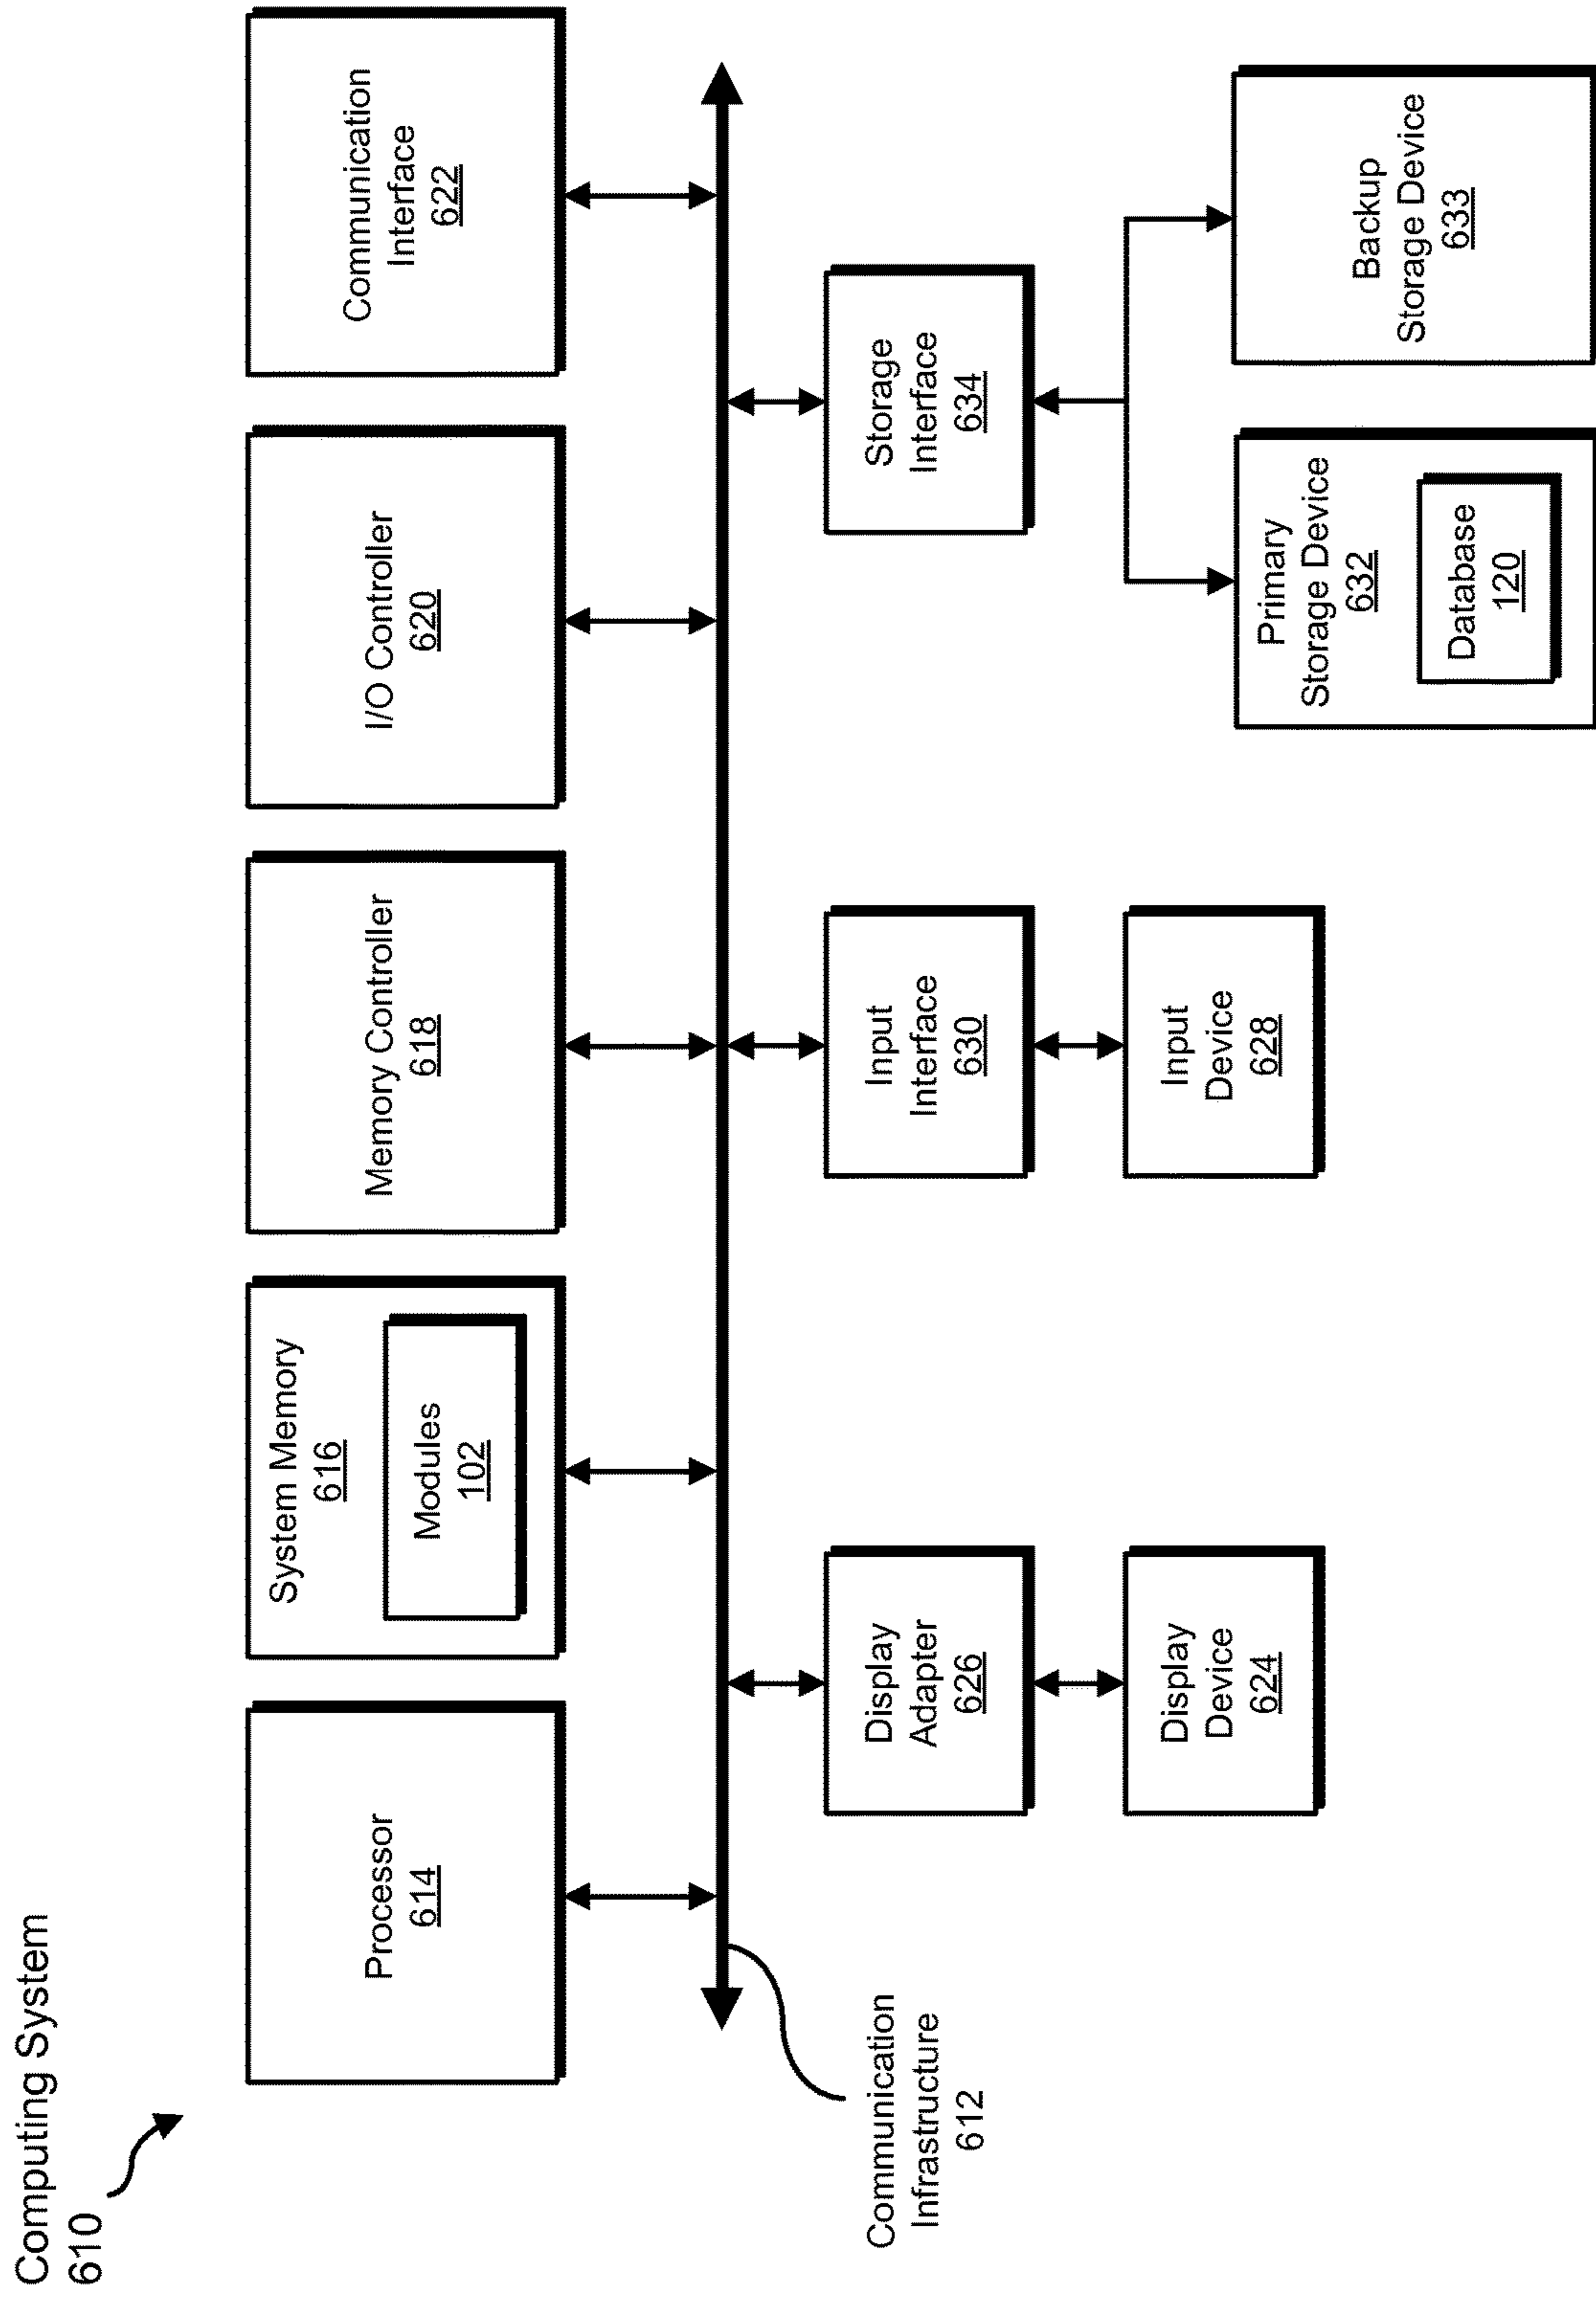 Computing System
610
Processor
614
System Memory
616
Modules
102
Memory Controller
618
I/O Controller
620
Communication
Interface
622
Communication
Infrastructure
612
Display
Adapter
626
Input
Interface
630
Storage
Interface
634
Display
Device
624
Input
Device
628
Primary
Storage Device
632
Database
120
Backup
Storage Device
633